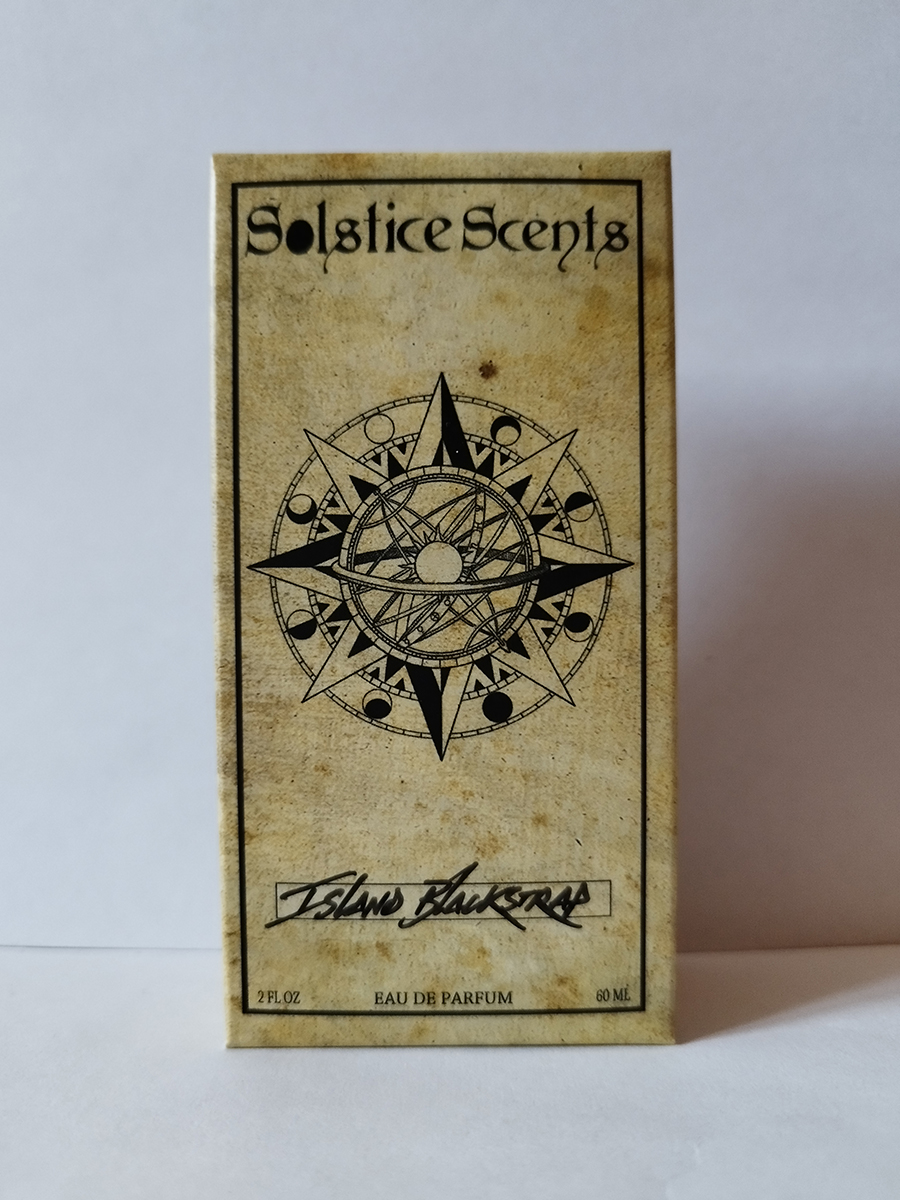 Solstice Scents
Island Blackstrap
2 FL OZ EAU DE PARFUM 60 ML